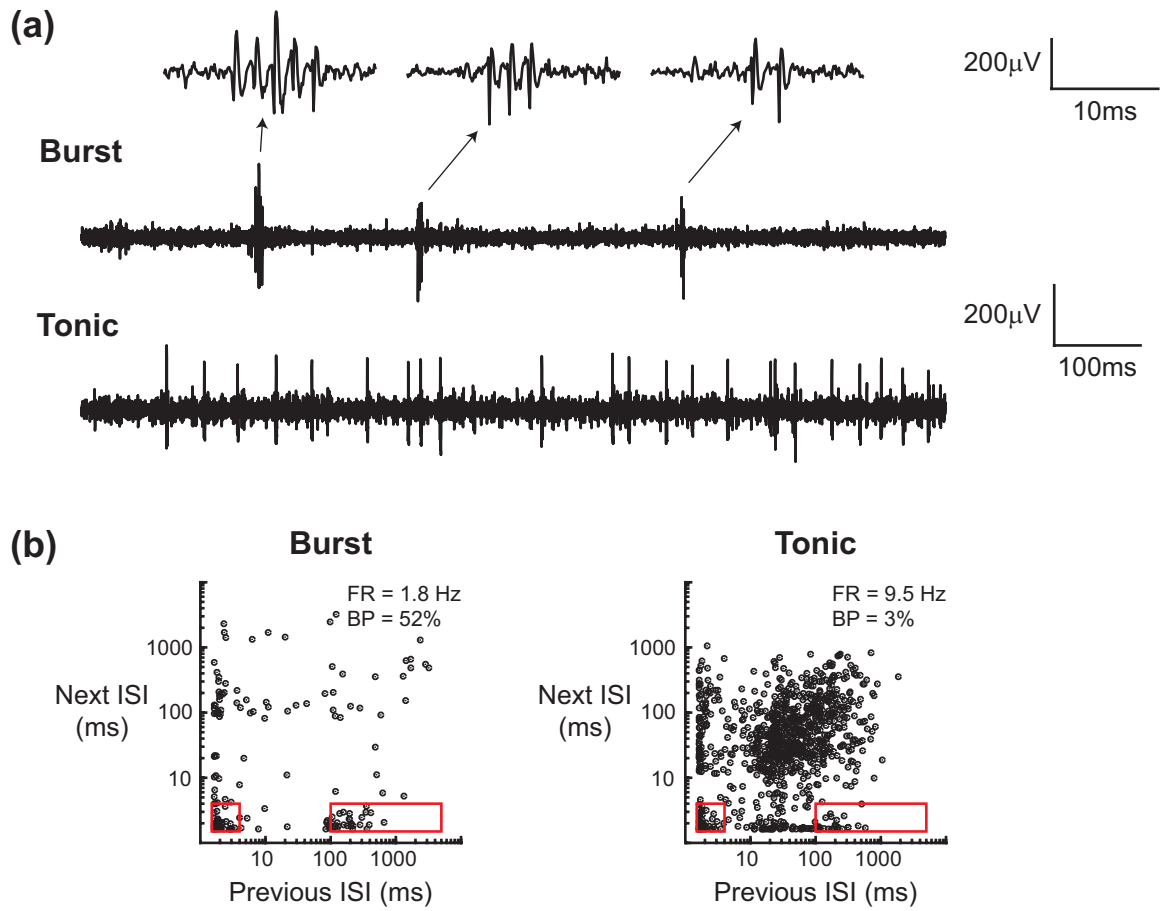 (a)
200μV
10ms
Burst
Tonic
200μV
100ms
(b)
Burst
FR = 1.8 Hz
BP = 52%
1000
Next ISI
100
(ms)
10
10 100 1000
Previous ISI (ms)
Tonic
FR = 9.5 Hz
BP = 3%
1000
Next ISI
100
(ms)
10
10 100 1000
Previous ISI (ms)